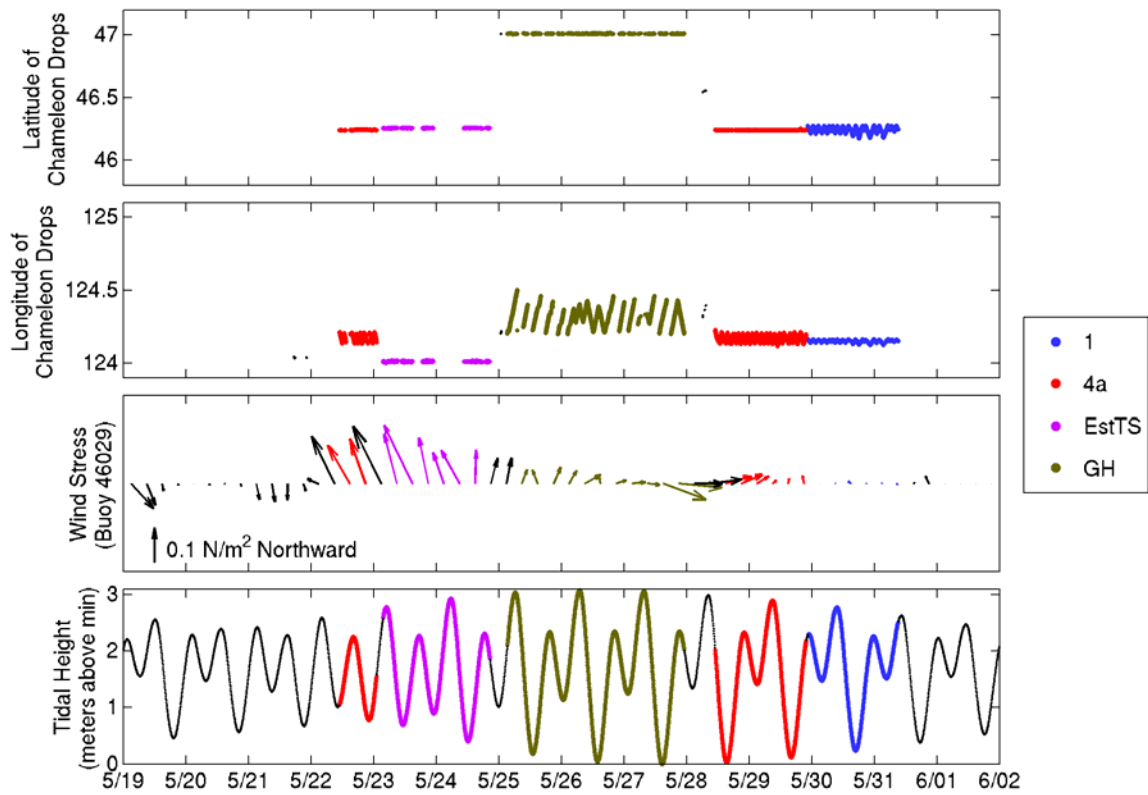 Latitude of
Chameleon Drops
47
46.5
46
Longitude of
Chameleon Drops
125
124.5
124
Wind Stress
(Buoy 46029)
0.1 N/m² Northward
Tidal Height
(meters above min)
3
2
1
0
5/19 5/20 5/21 5/22 5/23 5/24 5/25 5/26 5/27 5/28 5/29 5/30 5/31 6/01 6/02
1
4a
EstTS
GH